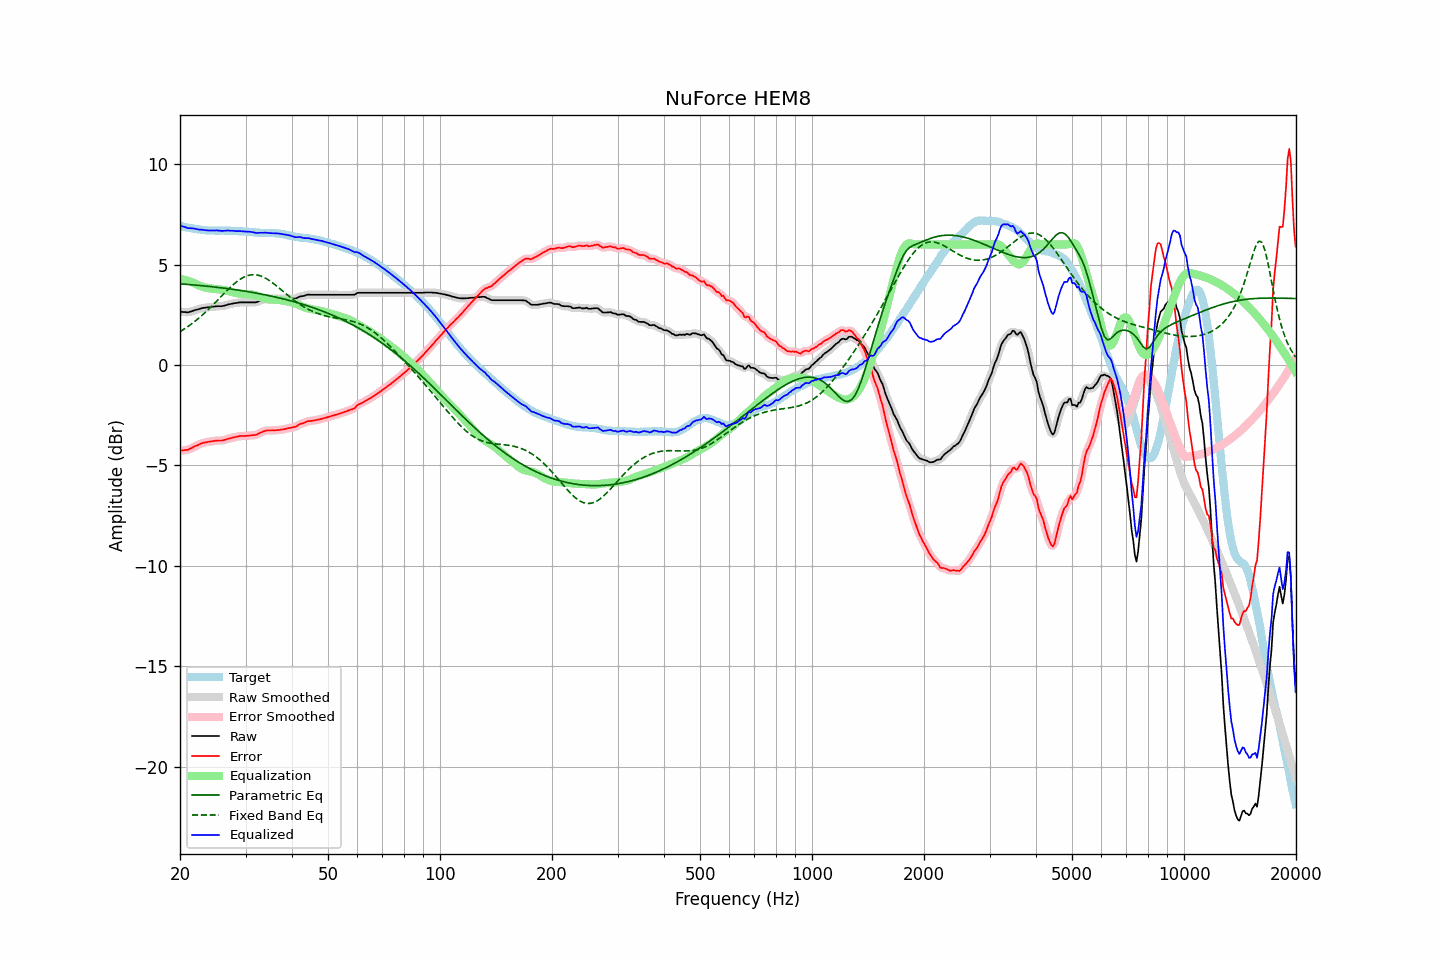 NuForce HEM8
10
5
0
−5
−10
−15
−20
Amplitude (dBr)
Target
Raw Smoothed
Error Smoothed
Raw
Error
Equalization
Parametric Eq
Fixed Band Eq
Equalized
20 50 100 200 500 1000 2000 5000 10000 20000
Frequency (Hz)